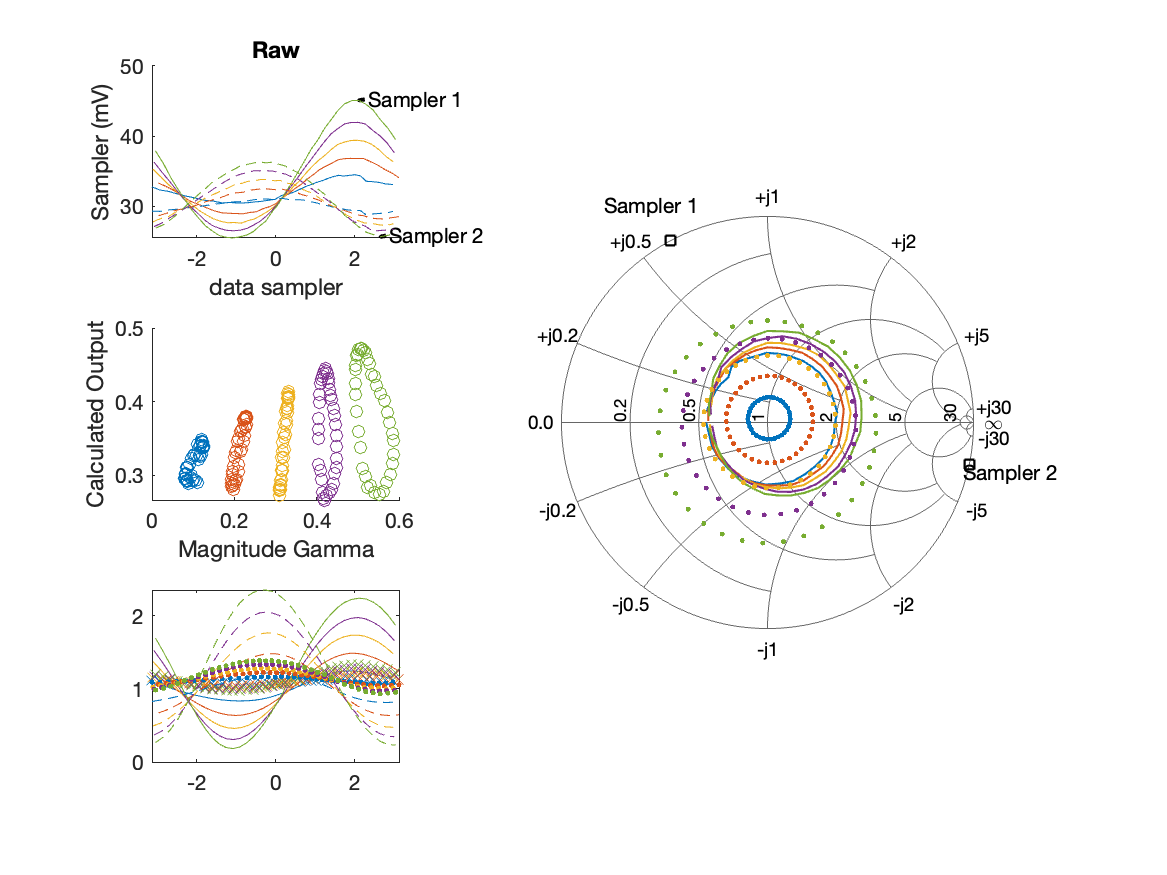 Raw
50
40
30
Sampler (mV)
Sampler 1
Sampler 2
-2 0 2
data sampler
0.5
0.4
0.3
Calculated Output
0 0.2 0.4 0.6
Magnitude Gamma
2
1
0
-2 0 2
Sampler 1
+j1
+j0.5
+j2
+j0.2
+j5
0.0
0.2
0.5
1
2
5
30
+j30
∞
-j30
Sampler 2
-j0.2
-j5
-j0.5
-j2
-j1